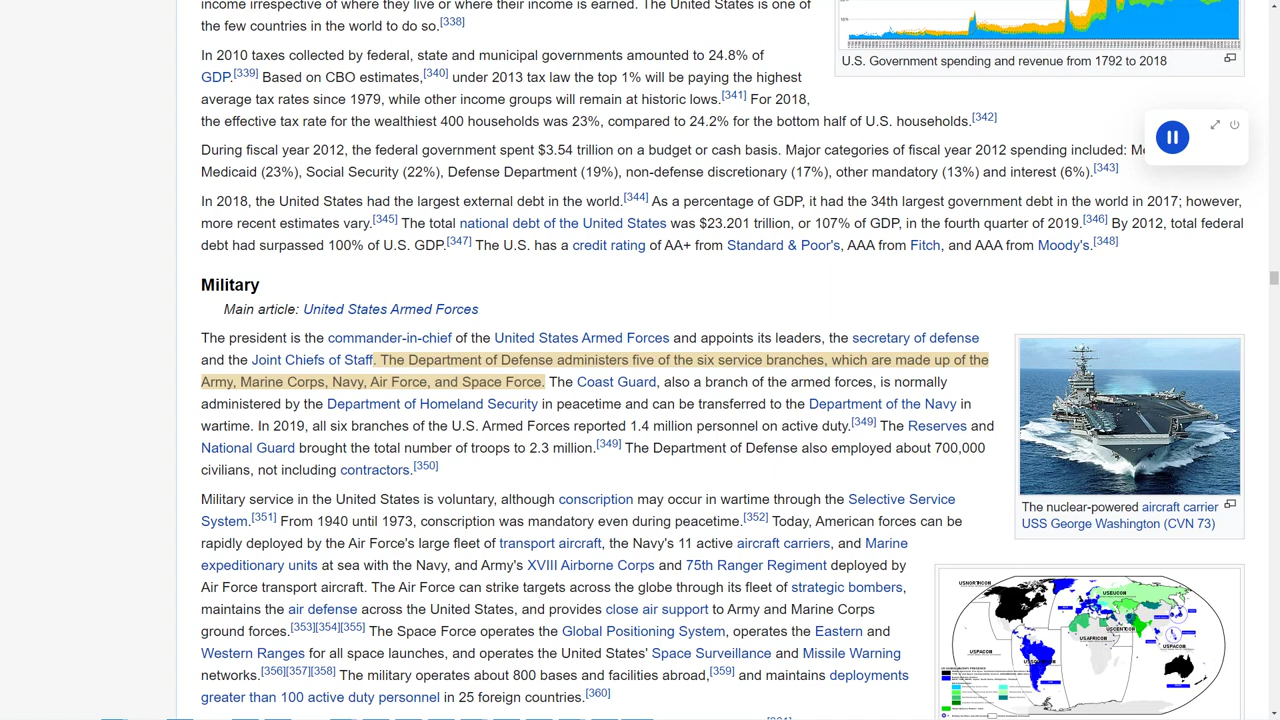 income irrespective of where they live or where their income is earned. The United States is one of
the few countries in the world to do so.[338]
In 2010 taxes collected by federal, state and municipal governments amounted to 24.8% of
GDP.[339] Based on CBO estimates,[340] under 2013 tax law the top 1% will be paying the highest
average tax rates since 1979, while other income groups will remain at historic lows.[341] For 2018,
the effective tax rate for the wealthiest 400 households was 23%, compared to 24.2% for the bottom half of U.S. households.[342]
U.S. Government spending and revenue from 1792 to 2018
During fiscal year 2012, the federal government spent $3.54 trillion on a budget or cash basis. Major categories of fiscal year 2012 spending included:
Medicaid (23%), Social Security (22%), Defense Department (19%), non-defense discretionary (17%), other mandatory (13%) and interest (6%).[343]
In 2018, the United States had the largest external debt in the world.[344] As a percentage of GDP, it had the 34th largest government debt in the world in 2017; however,
more recent estimates vary.[345] The total national debt of the United States was $23.201 trillion, or 107% of GDP, in the fourth quarter of 2019.[346] By 2012, total federal
debt had surpassed 100% of U.S. GDP.[347] The U.S. has a credit rating of AA+ from Standard & Poor's, AAA from Fitch, and AAA from Moody's.[348]
Military
Main article: United States Armed Forces
The president is the commander-in-chief of the United States Armed Forces and appoints its leaders, the secretary of defense
and the Joint Chiefs of Staff. The Department of Defense administers five of the six service branches, which are made up of the
Army, Marine Corps, Navy, Air Force, and Space Force. The Coast Guard, also a branch of the armed forces, is normally
administered by the Department of Homeland Security in peacetime and can be transferred to the Department of the Navy in
wartime. In 2019, all six branches of the U.S. Armed Forces reported 1.4 million personnel on active duty.[349] The Reserves and
National Guard brought the total number of troops to 2.3 million.[349] The Department of Defense also employed about 700,000
civilians, not including contractors.[350]
The nuclear-powered aircraft carrier
USS George Washington (CVN 73)
Military service in the United States is voluntary, although conscription may occur in wartime through the Selective Service
System.[351] From 1940 until 1973, conscription was mandatory even during peacetime.[352] Today, American forces can be
rapidly deployed by the Air Force's large fleet of transport aircraft, the Navy's 11 active aircraft carriers, and Marine
expeditionary units at sea with the Navy, and Army's XVIII Airborne Corps and 75th Ranger Regiment deployed by
Air Force transport aircraft. The Air Force can strike targets across the globe through its fleet of strategic bombers,
maintains the air defense across the United States, and provides close air support to Army and Marine Corps
ground forces.[353][354][355] The Space Force operates the Global Positioning System, operates the Eastern and
Western Ranges for all space launches, and operates the United States' Space Surveillance and Missile Warning
networks.[356][357][358] The military operates about 800 bases and facilities abroad,[359] and maintains deployments
greater than 100 active duty personnel in 25 foreign countries.[360]
USNORTHCOM
USEUCOM
USCENTCOM
USAFRICOM
USPACOM
USPACOM